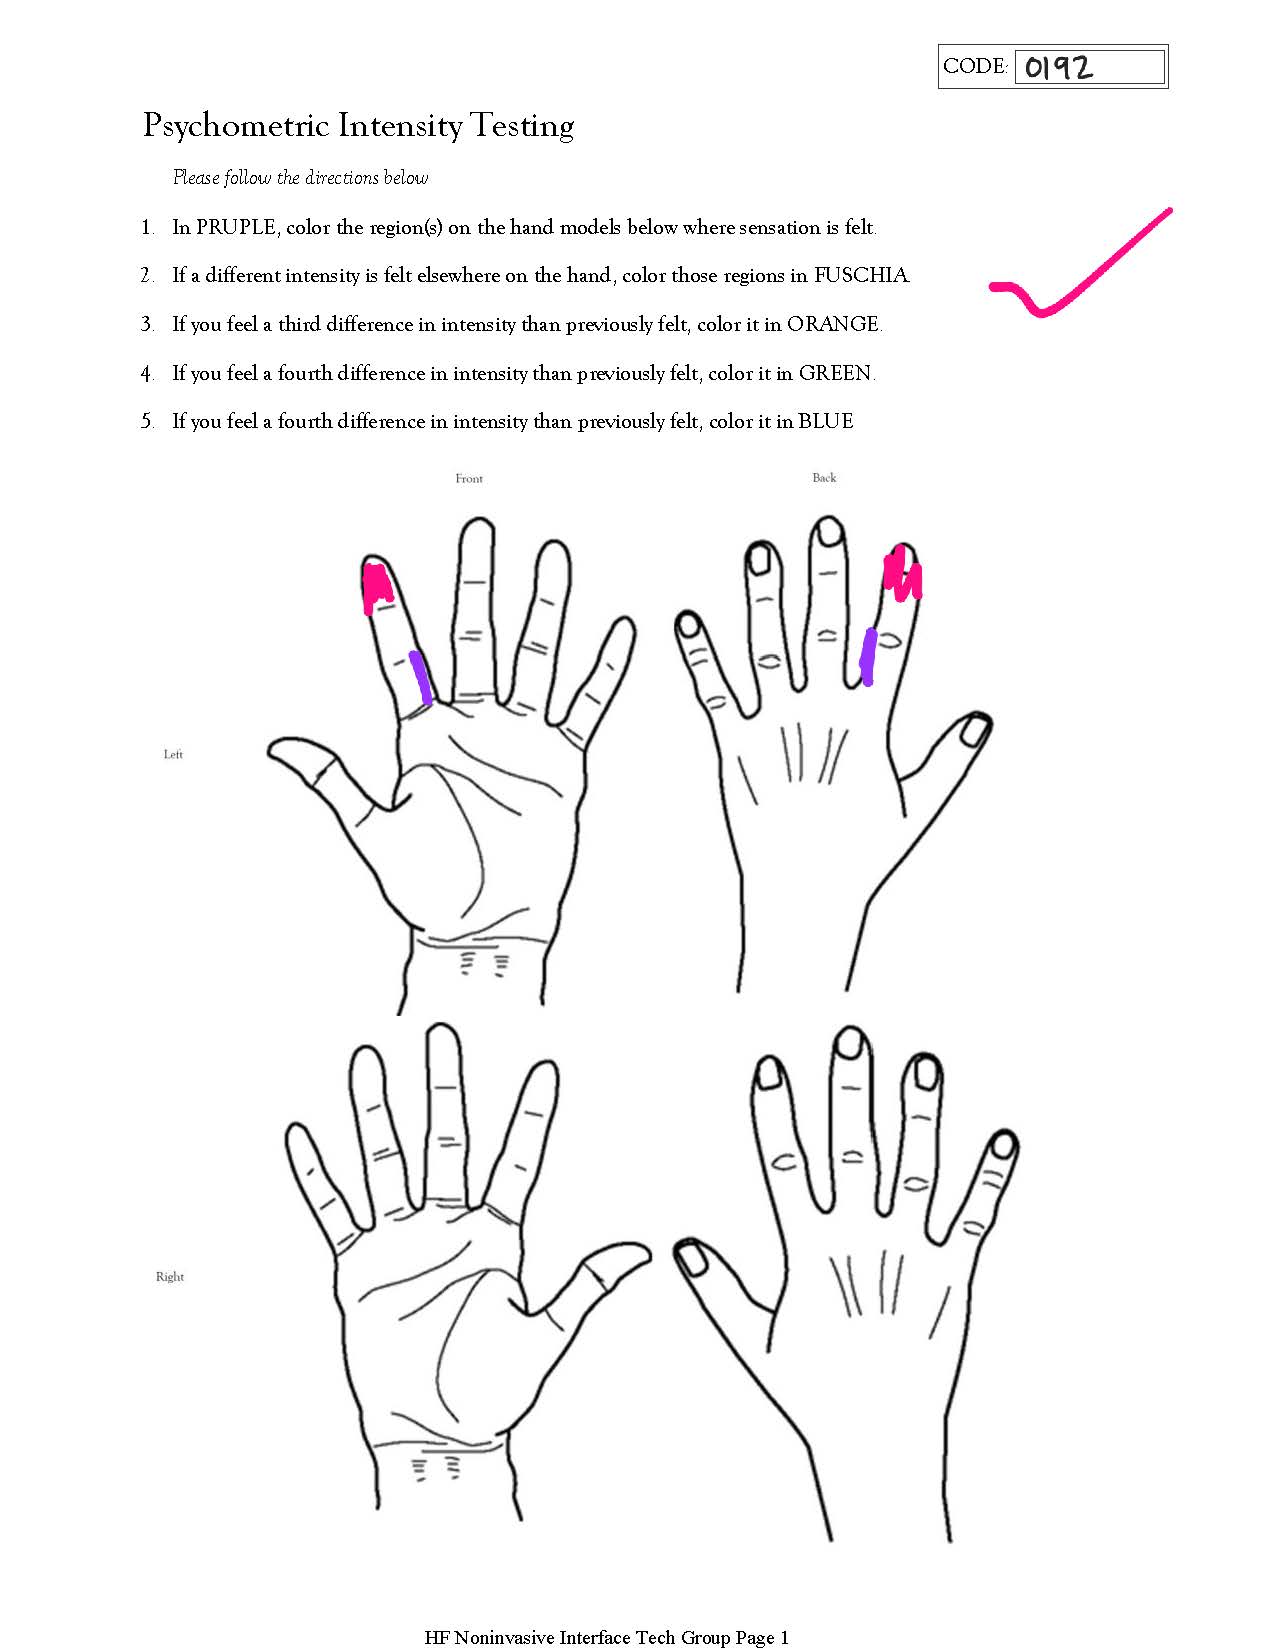 CODE: 0192
Psychometric Intensity Testing
Please follow the directions below
1. In PRUPLE, color the region(s) on the hand models below where sensation is felt.
2. If a different intensity is felt elsewhere on the hand, color those regions in FUSCHIA.
3. If you feel a third difference in intensity than previously felt, color it in ORANGE.
4. If you feel a fourth difference in intensity than previously felt, color it in GREEN.
5. If you feel a fourth difference in intensity than previously felt, color it in BLUE
Front Back
Left
Right
HF Noninvasive Interface Tech Group Page 1